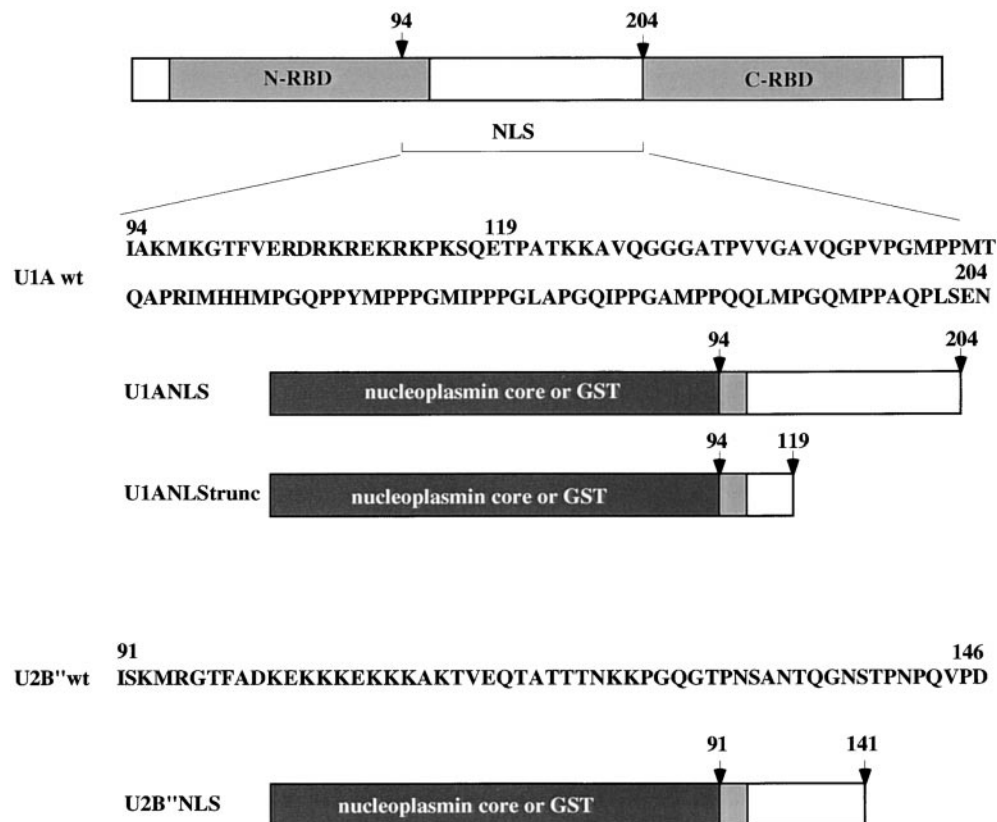 94 204
N-RBD C-RBD
NLS
94 119
U1A wt IAKMKGTFVERDRKREKRKPKSQETPATKKAVQGGGATPVVGAVQGPVPGMPPMT
QAPRIMHHMPGQPPYMPPPGMIPPPGLAPGQIPPGAMPPQQLMPGQMPPAQPLSEN
204
94 204
U1ANLS nucleoplasmin core or GST
94 119
U1ANLStrunc nucleoplasmin core or GST
91 146
U2B"wt ISKMRGTFADKEKKKEKKKAKTVEQTATTTNKKPGQGTPNSANTQGNSTPNPQVPD
91 141
U2B"NLS nucleoplasmin core or GST